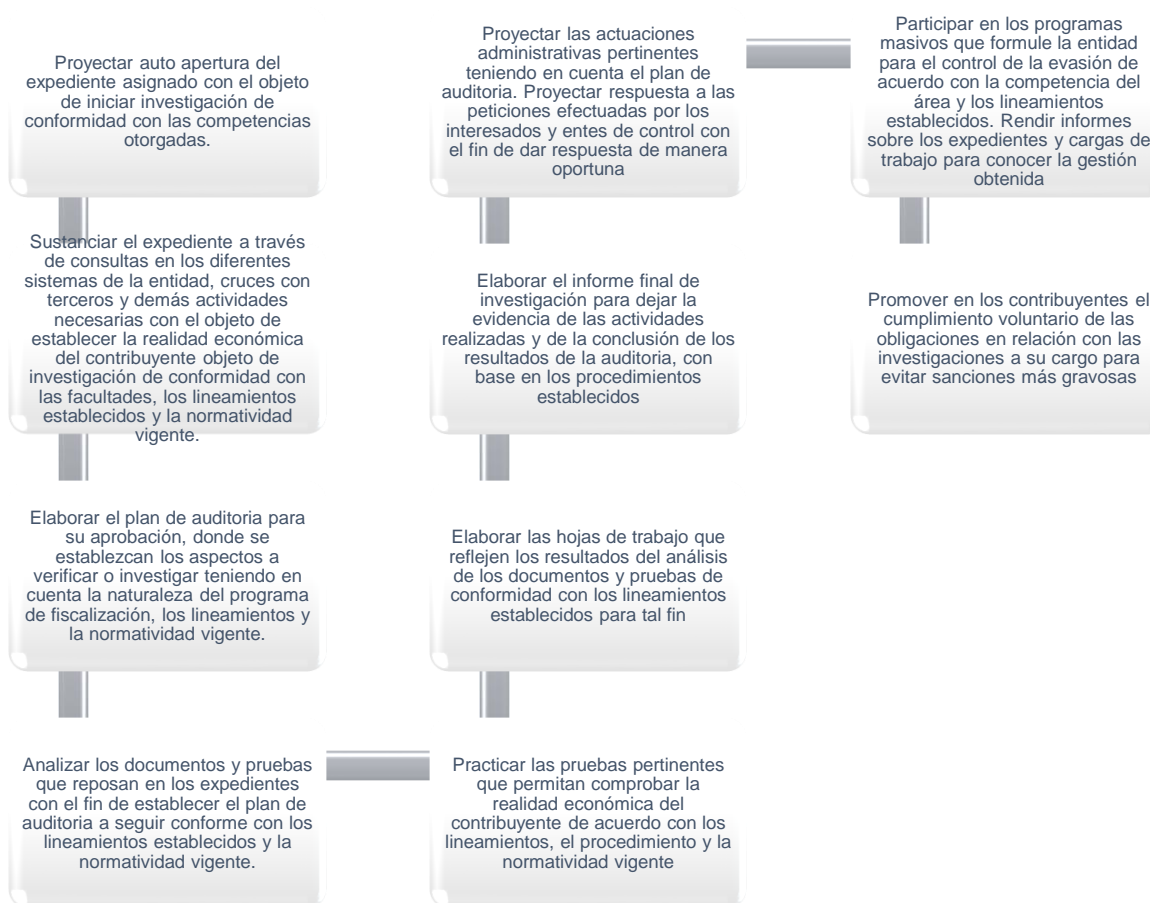 Proyectar auto apertura del
expediente asignado con el objeto
de iniciar investigación de
conformidad con las competencias
otorgadas.
Sustanciar el expediente a través
de consultas en los diferentes
sistemas de la entidad, cruces con
terceros y demás actividades
necesarias con el objeto de
establecer la realidad económica
del contribuyente objeto de
investigación de conformidad con
las facultades, los lineamientos
establecidos y la normatividad
vigente.
Elaborar el plan de auditoria para
su aprobación, donde se
establezcan los aspectos a
verificar o investigar teniendo en
cuenta la naturaleza del programa
de fiscalización, los lineamientos y
la normatividad vigente.
Analizar los documentos y pruebas
que reposan en los expedientes
con el fin de establecer el plan de
auditoria a seguir conforme con los
lineamientos establecidos y la
normatividad vigente.
Practicar las pruebas pertinentes
que permitan comprobar la
realidad económica del
contribuyente de acuerdo con los
lineamientos, el procedimiento y la
normatividad vigente
Elaborar las hojas de trabajo que
reflejen los resultados del análisis
de los documentos y pruebas de
conformidad con los lineamientos
establecidos para tal fin
Elaborar el informe final de
investigación para dejar la
evidencia de las actividades
realizadas y de la conclusión de los
resultados de la auditoria, con
base en los procedimientos
establecidos
Proyectar las actuaciones
administrativas pertinentes
teniendo en cuenta el plan de
auditoria. Proyectar respuesta a las
peticiones efectuadas por los
interesados y entes de control con
el fin de dar respuesta de manera
oportuna
Participar en los programas
masivos que formule la entidad
para el control de la evasión de
acuerdo con la competencia del
área y los lineamientos
establecidos. Rendir informes
sobre los expedientes y cargas de
trabajo para conocer la gestión
obtenida
Promover en los contribuyentes el
cumplimiento voluntario de las
obligaciones en relación con las
investigaciones a su cargo para
evitar sanciones más gravosas